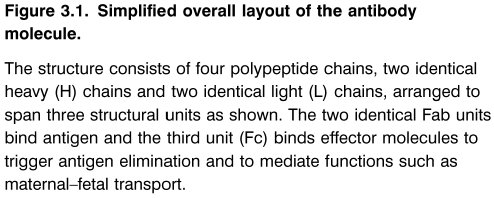 Figure 3.1. Simplified overall layout of the antibody
molecule.
The structure consists of four polypeptide chains, two identical
heavy (H) chains and two identical light (L) chains, arranged to
span three structural units as shown. The two identical Fab units
bind antigen and the third unit (Fc) binds effector molecules to
trigger antigen elimination and to mediate functions such as
maternal–fetal transport.